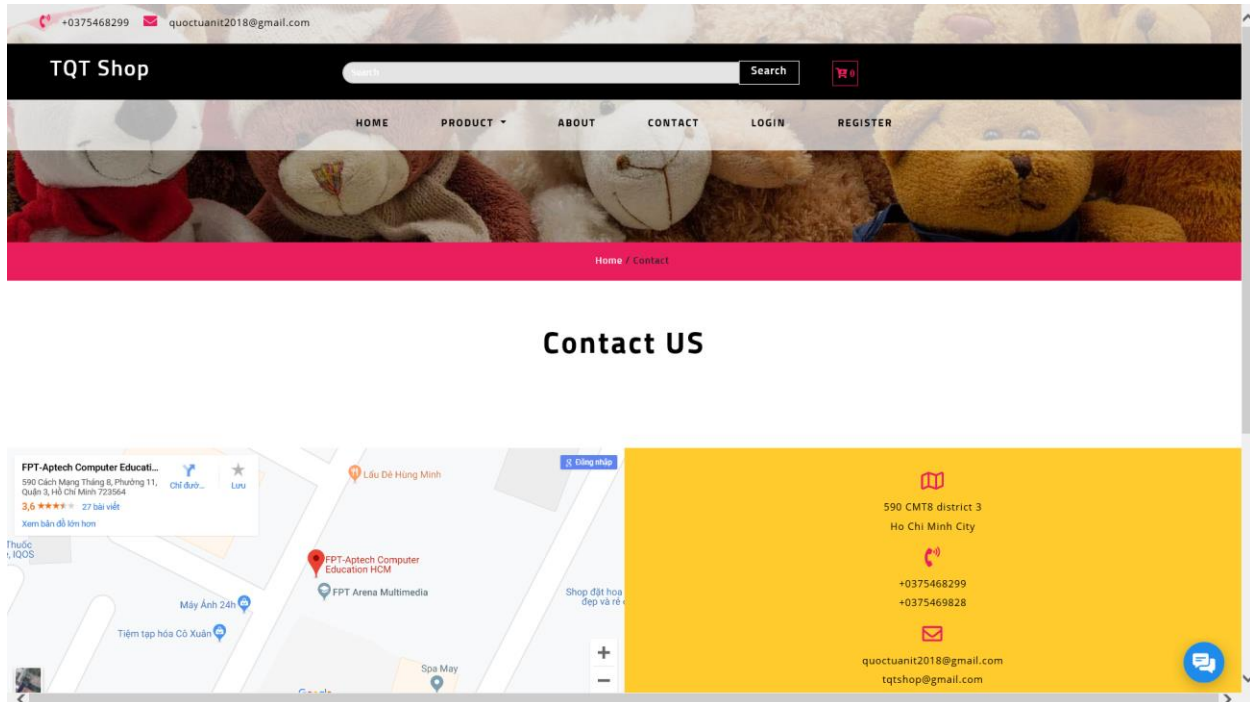 +0375468299 quoctuanit2018@gmail.com
TQT Shop
Search
Search
0
HOME PRODUCT ABOUT CONTACT LOGIN REGISTER
Home / Contact
Contact US
FPT-Aptech Computer Educati...
590 Cách Mạng Tháng 8, Phường 11,
Quận 3, Hồ Chí Minh 723564
3,6 27 bài viết
Xem bản đồ lớn hơn
Chỉ đườ...
Lưu
Đăng nhập
Lẩu Dê Hùng Minh
Thuốc
, IQOS
FPT-Aptech Computer
Education HCM
FPT Arena Multimedia
Shop đặt hoa
đẹp và rẻ
Máy Ảnh 24h
Tiệm tạp hóa Cô Xuân
Spa May
Google
+
−
590 CMT8 district 3
Ho Chi Minh City
+0375468299
+0375469828
quoctuanit2018@gmail.com
tqtshop@gmail.com